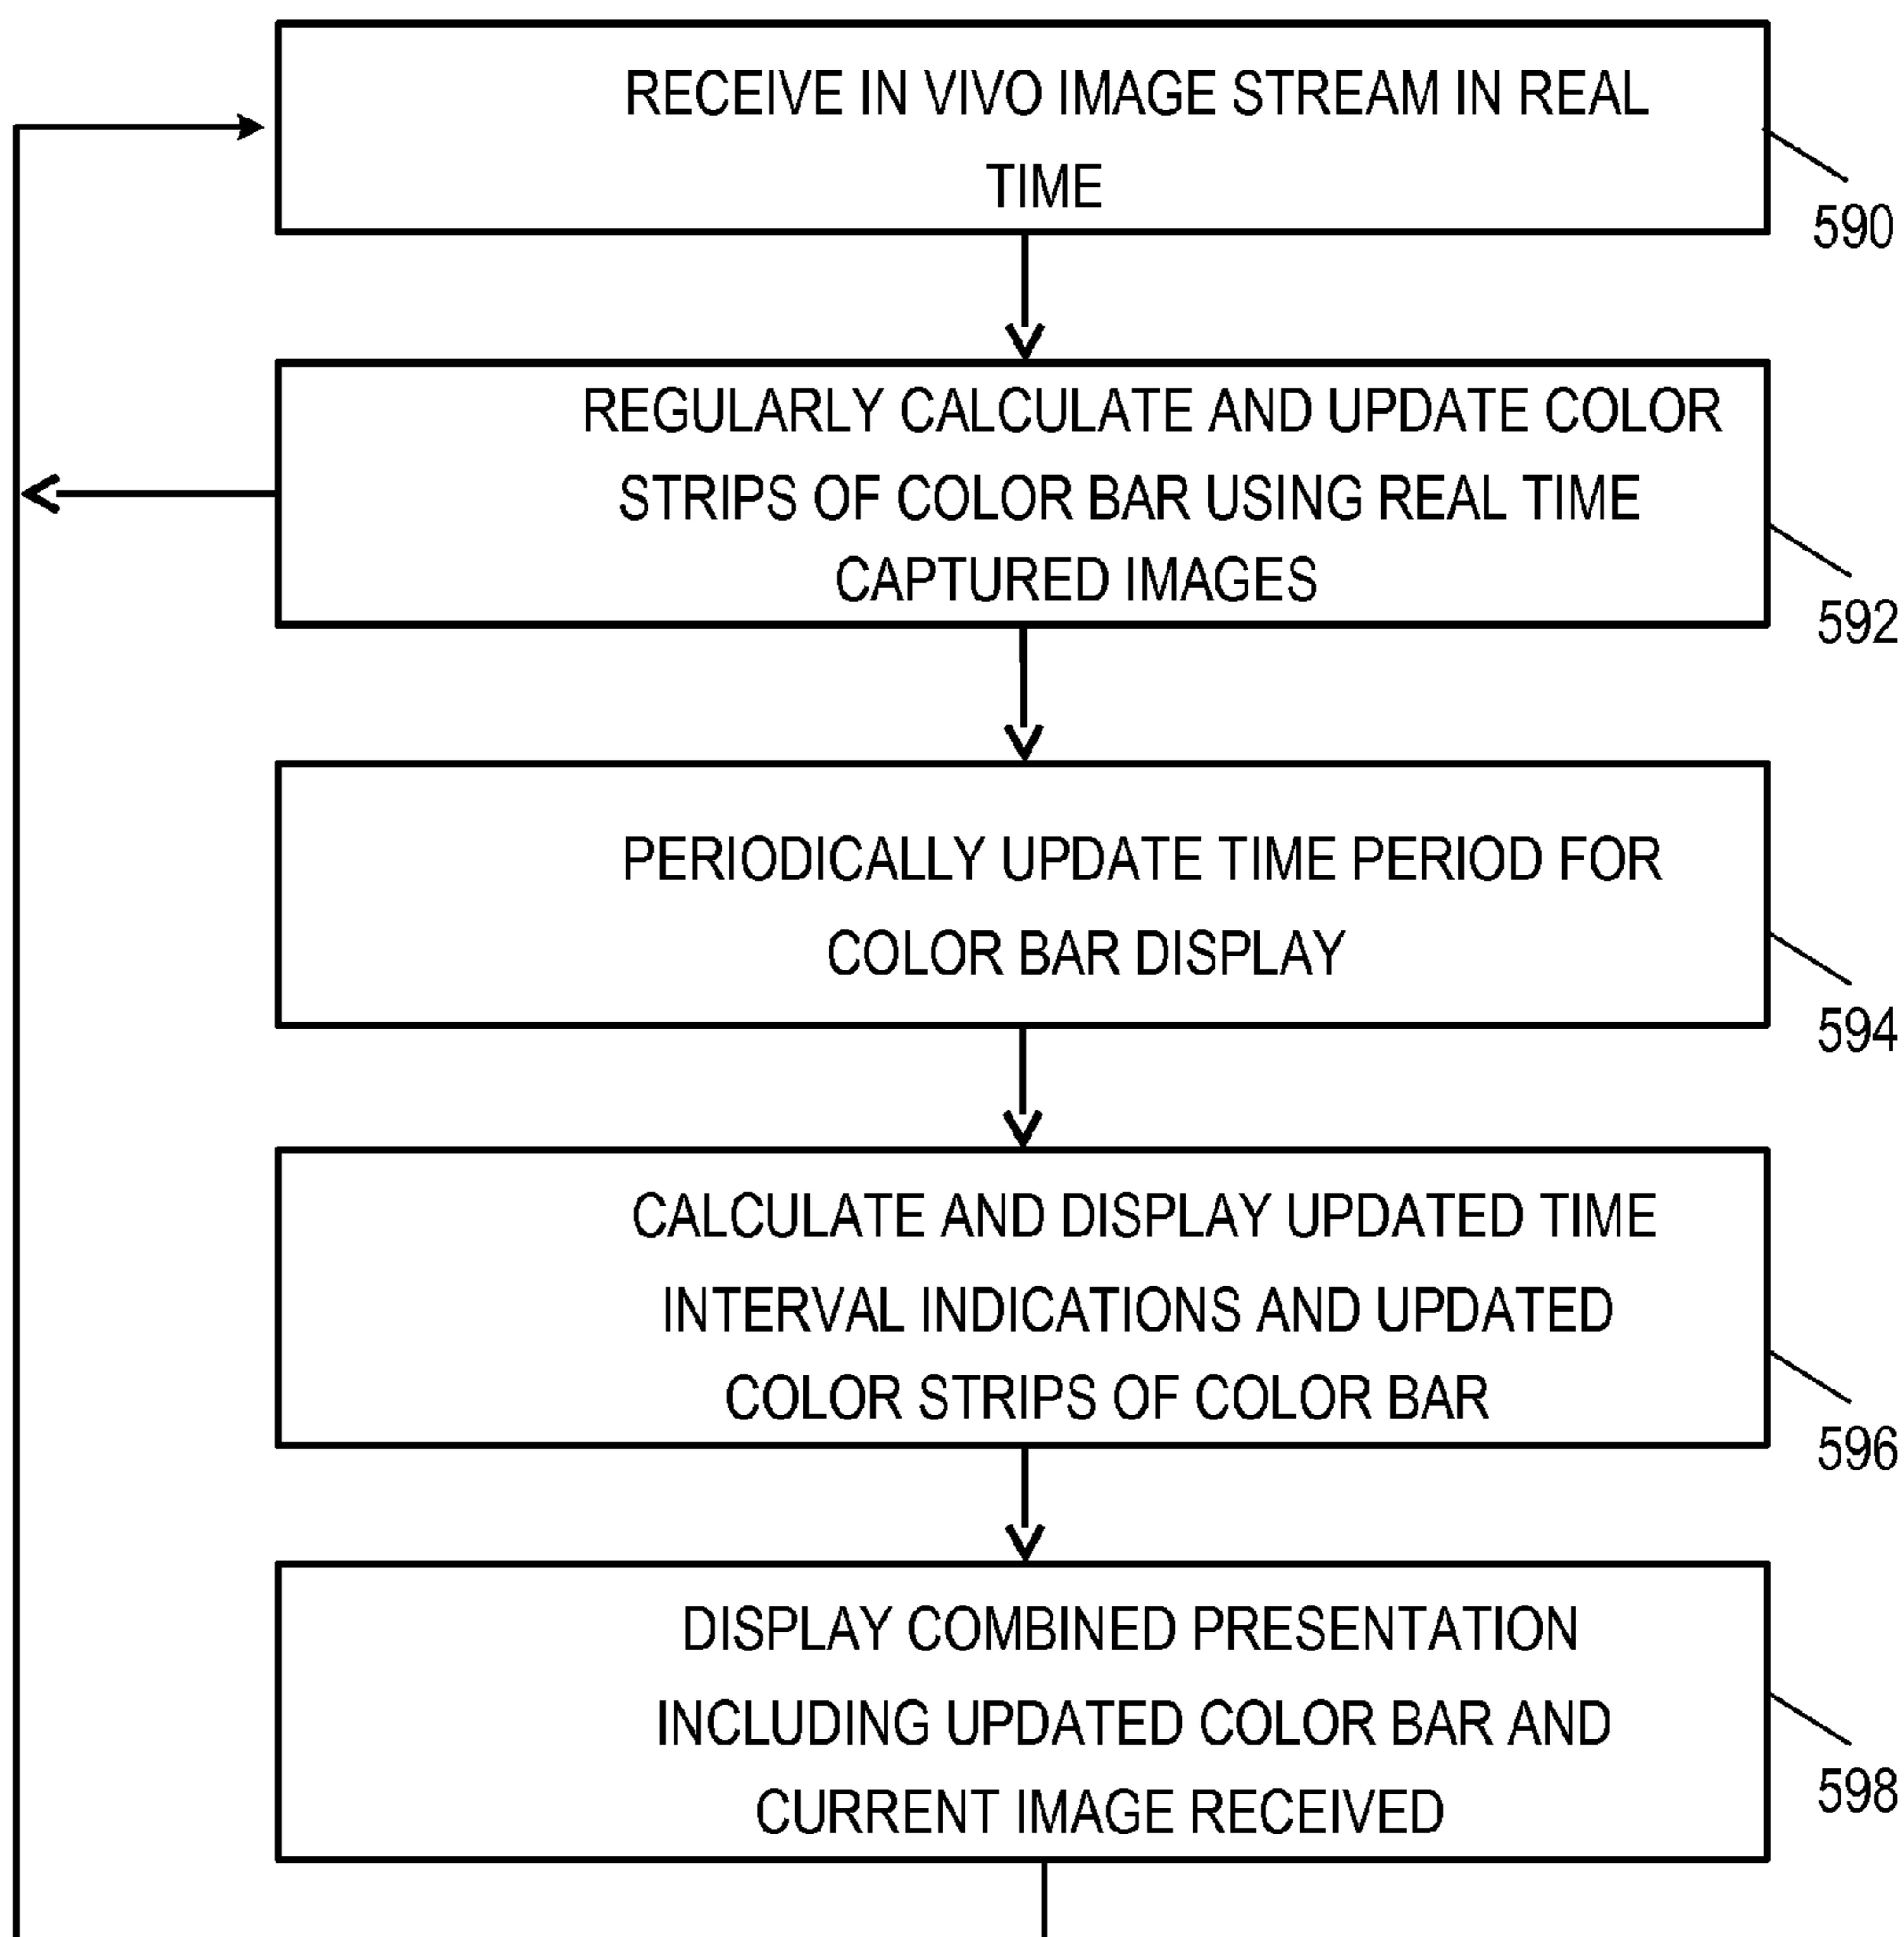 RECEIVE IN VIVO IMAGE STREAM IN REAL
TIME
590
REGULARLY CALCULATE AND UPDATE COLOR
STRIPS OF COLOR BAR USING REAL TIME
CAPTURED IMAGES
592
PERIODICALLY UPDATE TIME PERIOD FOR
COLOR BAR DISPLAY
594
CALCULATE AND DISPLAY UPDATED TIME
INTERVAL INDICATIONS AND UPDATED
COLOR STRIPS OF COLOR BAR
596
DISPLAY COMBINED PRESENTATION
INCLUDING UPDATED COLOR BAR AND
CURRENT IMAGE RECEIVED
598